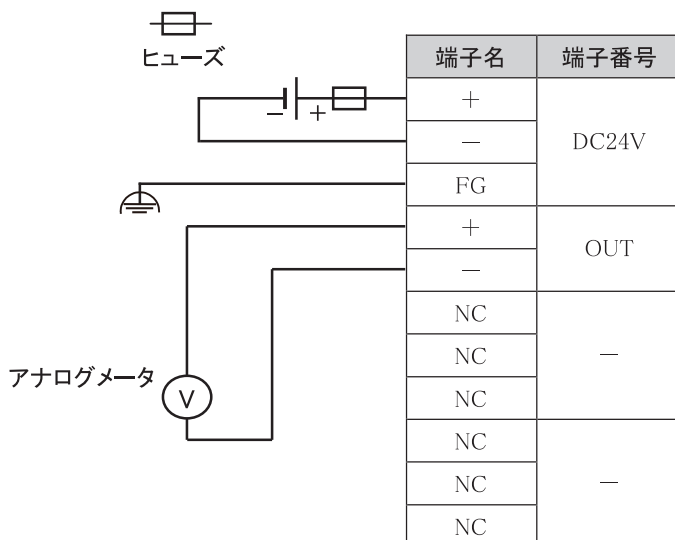 ヒューズ
端子名 端子番号
− + +
− DC24V
FG
+ OUT
−
NC
NC −
NC
アナログメータ
V
NC
NC −
NC